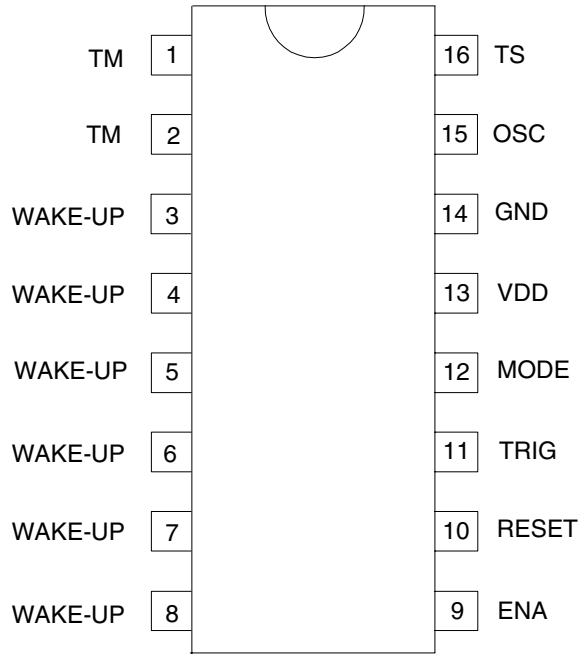 TM 1 16 TS
TM 2 15 OSC
WAKE-UP 3 14 GND
WAKE-UP 4 13 VDD
WAKE-UP 5 12 MODE
WAKE-UP 6 11 TRIG
WAKE-UP 7 10 RESET
WAKE-UP 8 9 ENA